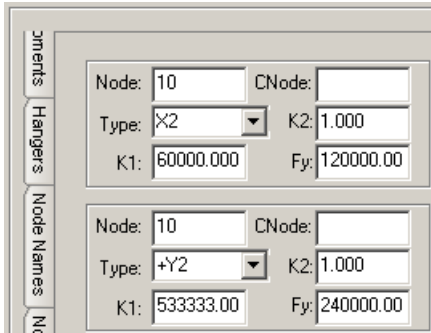 Node: 10 CNode:
Type: X2 K2: 1.000
K1: 60000.000 Fy: 120000.00
Hangers
Node Names
Node: 10 CNode:
Type: +Y2 K2: 1.000
K1: 533333.00 Fy: 240000.00